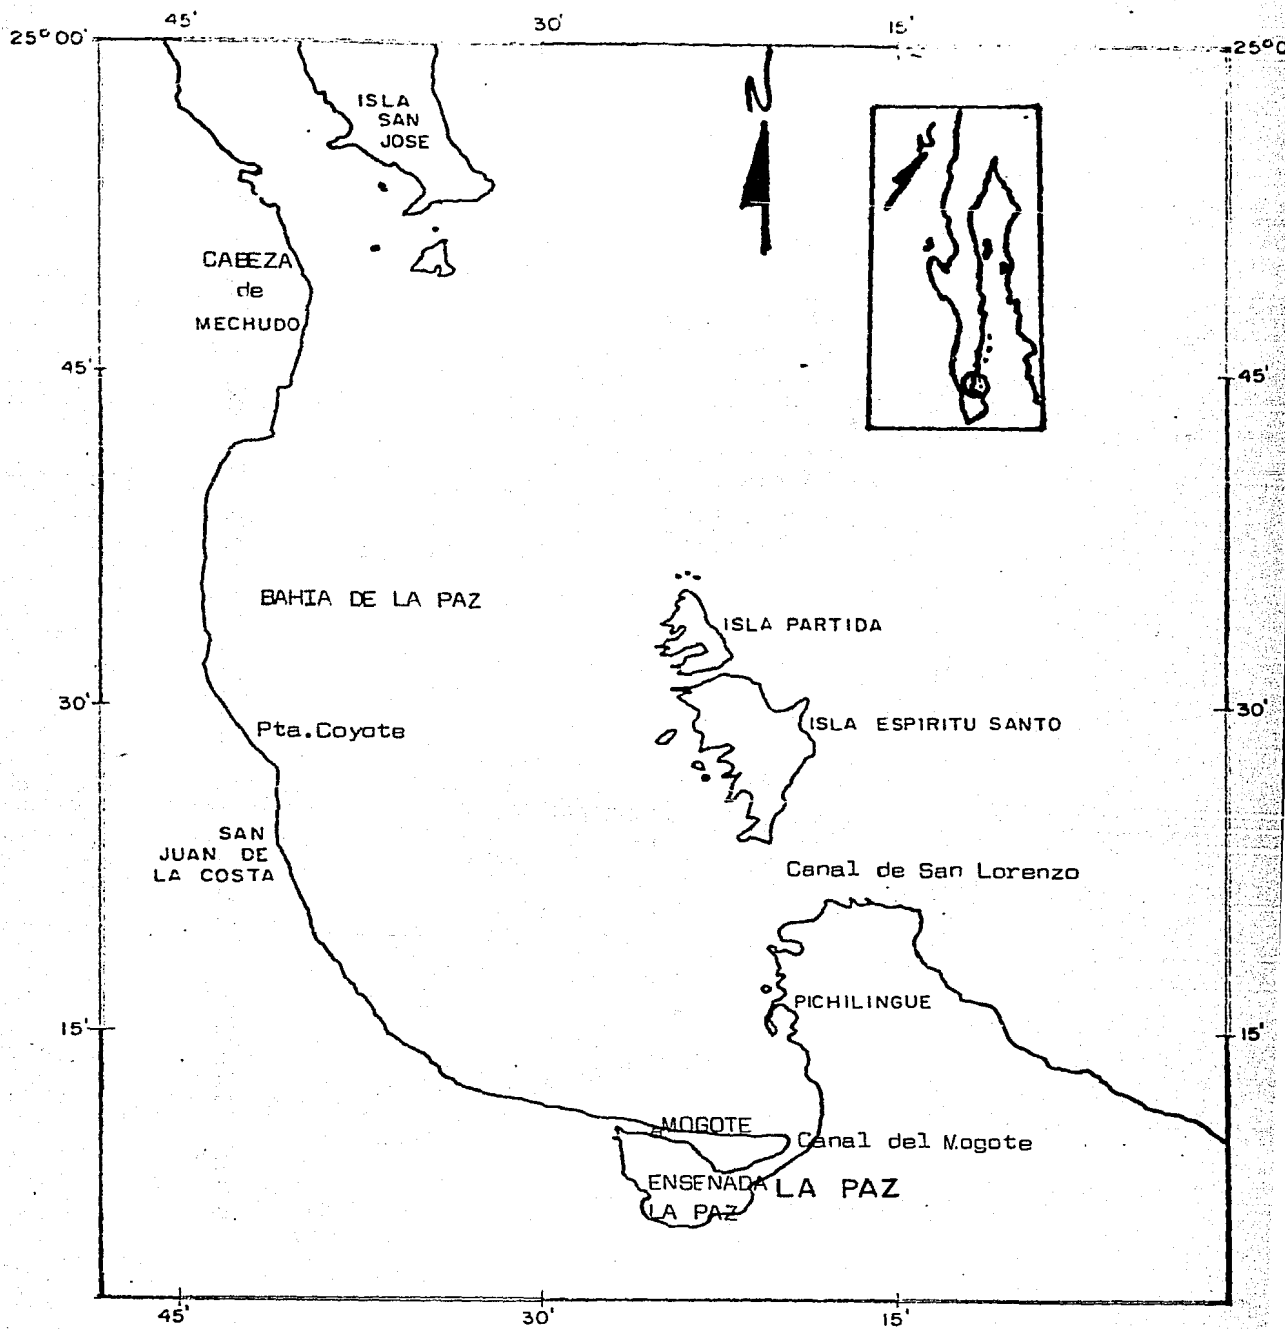 45' 30' 15'
25°00' 25°0
N
ISLA
SAN
JOSE
CABEZA
de
MECHUDO
45' 45'
BAHIA DE LA PAZ
ISLA PARTIDA
30' 30'
Pta.Coyote
ISLA ESPIRITU SANTO
SAN
JUAN DE
LA COSTA
Canal de San Lorenzo
PICHILINGUE
15' 15'
MOGOTE
Canal del Mogote
ENSENADA
LA PAZ
LA PAZ
45' 30' 15'